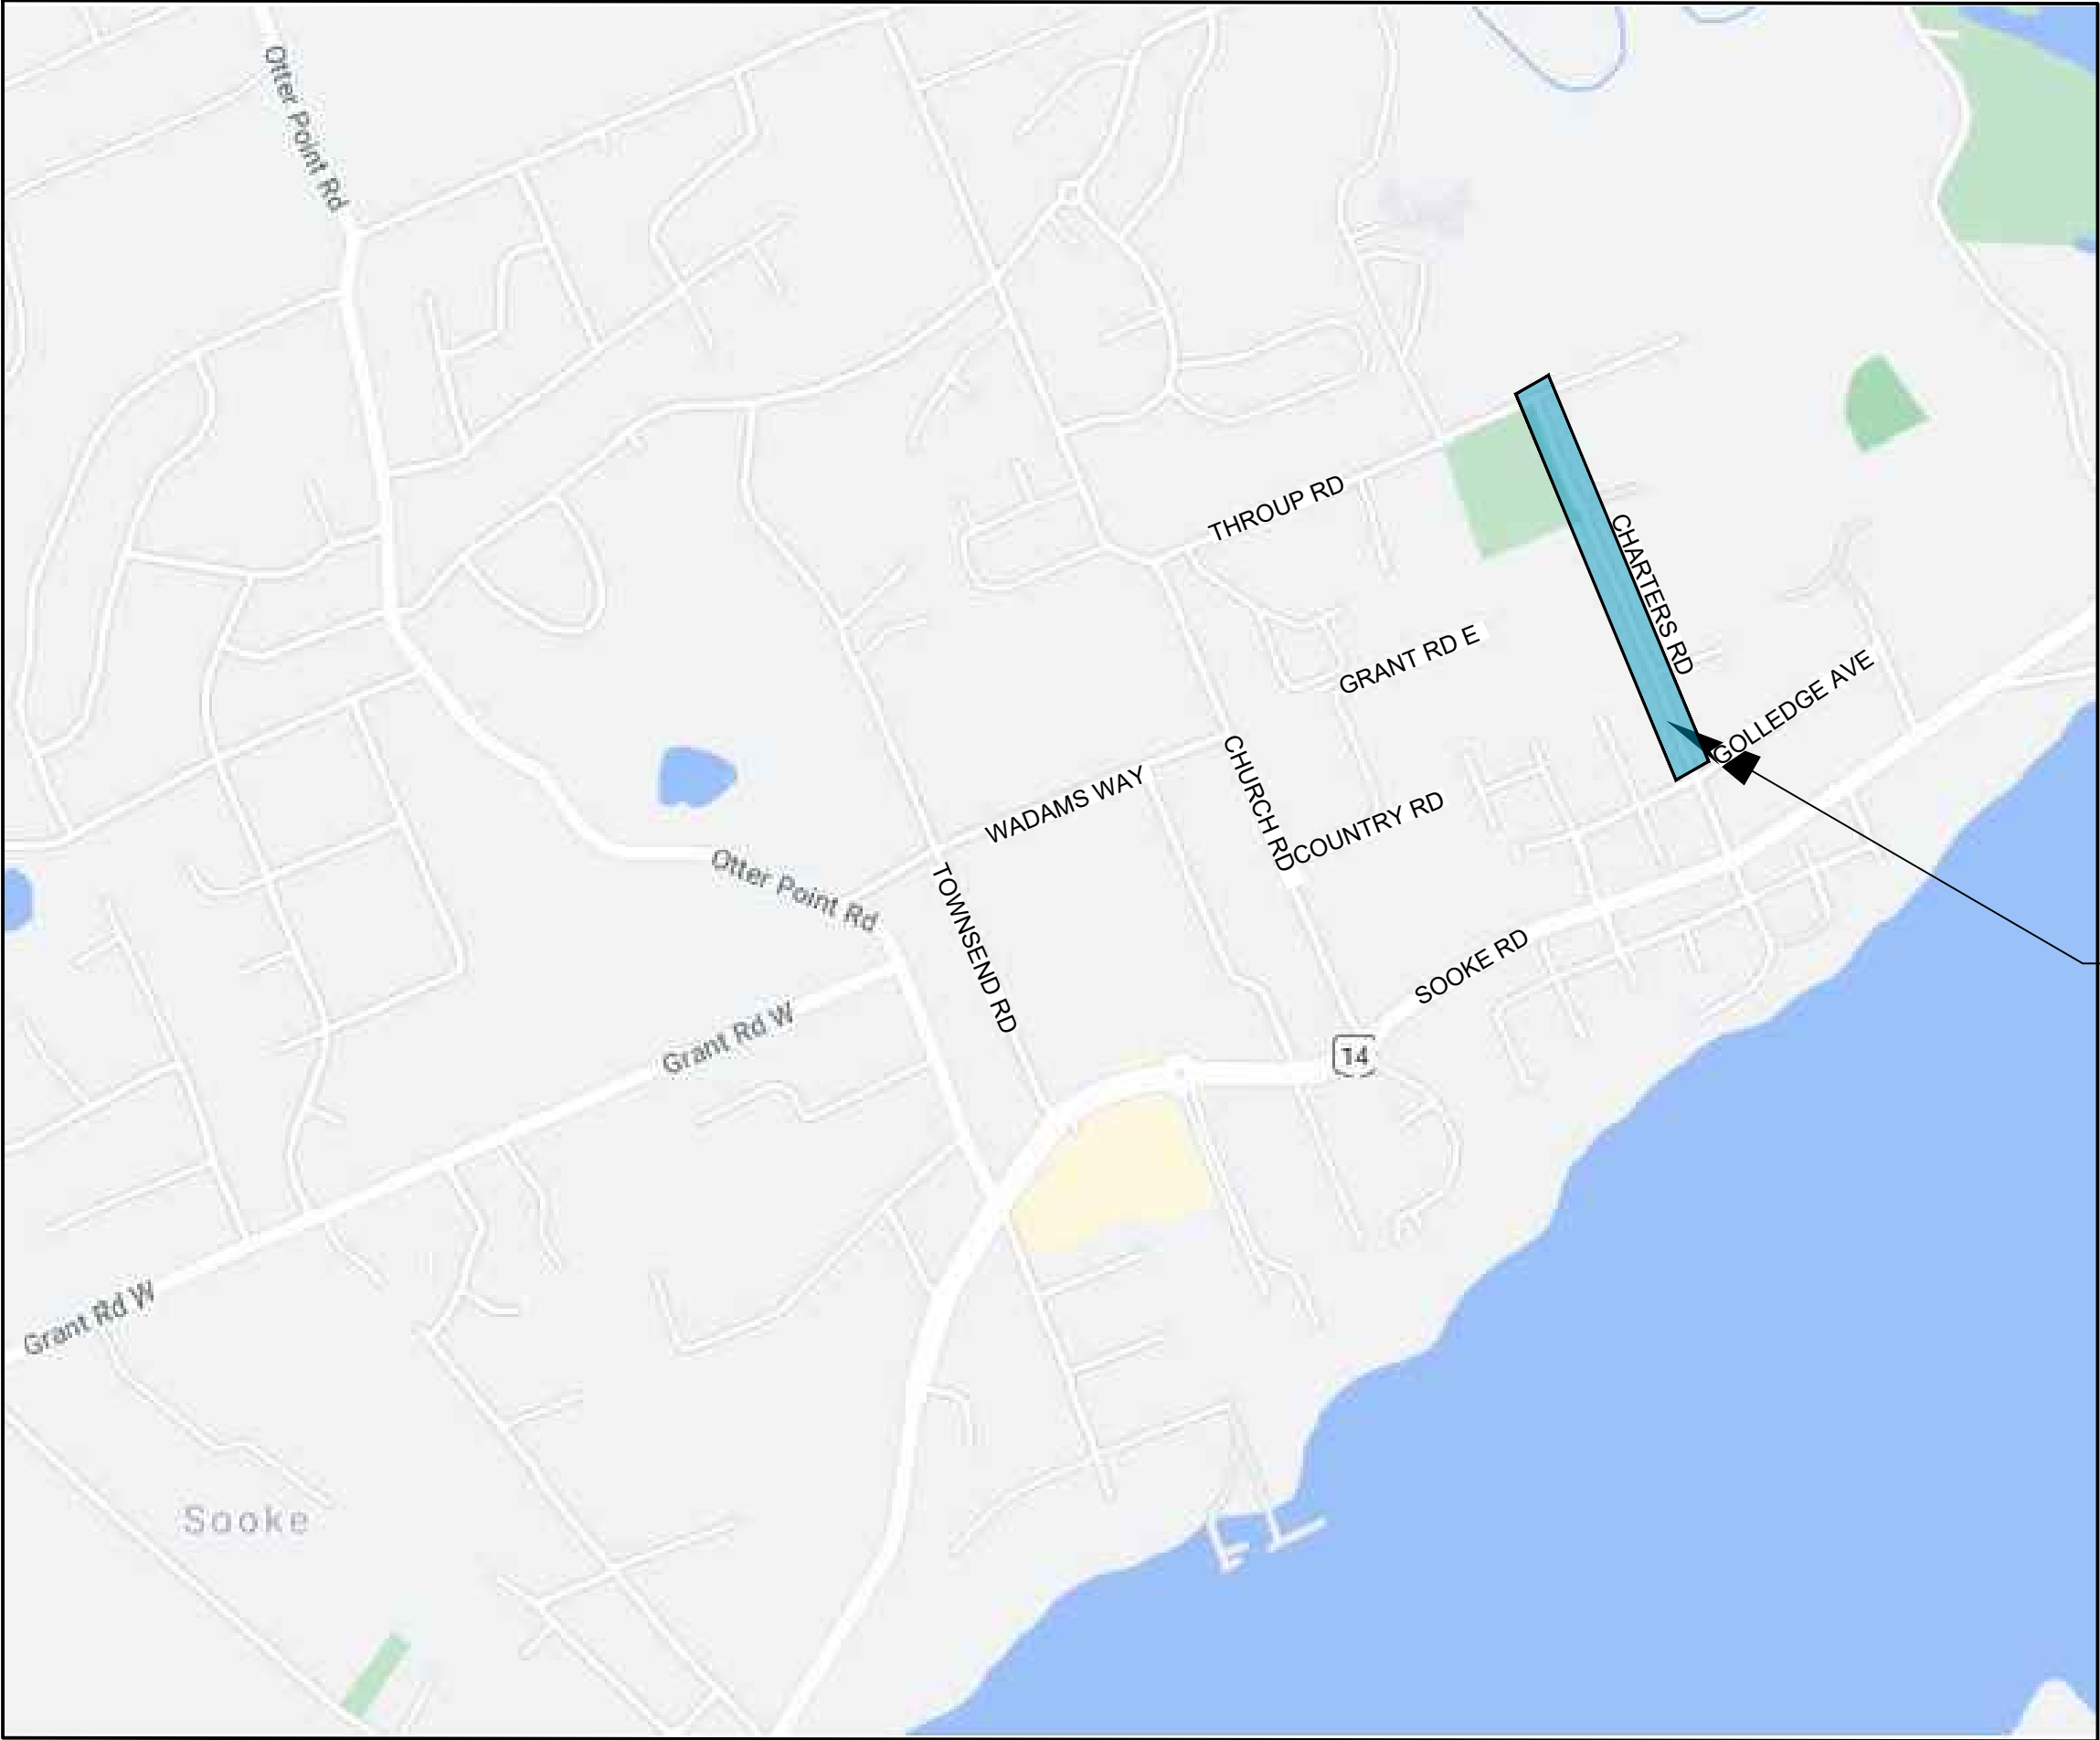 Otter Point Rd
THROUP RD
CHARTERS RD
GRANT RD E
GOLLEDGE AVE
CHURCH RD
WADAMS WAY
COUNTRY RD
Otter Point Rd
TOWNSEND RD
SOOKE RD
Grant Rd W
14
Grant Rd W
Sooke